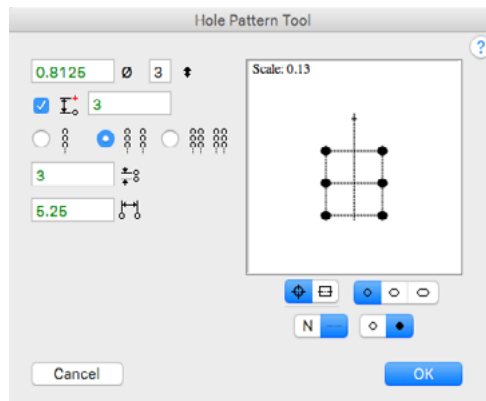 Hole Pattern Tool
?
0.8125 Ø 3
Scale: 0.13
3
3
5.25
N
Cancel
OK